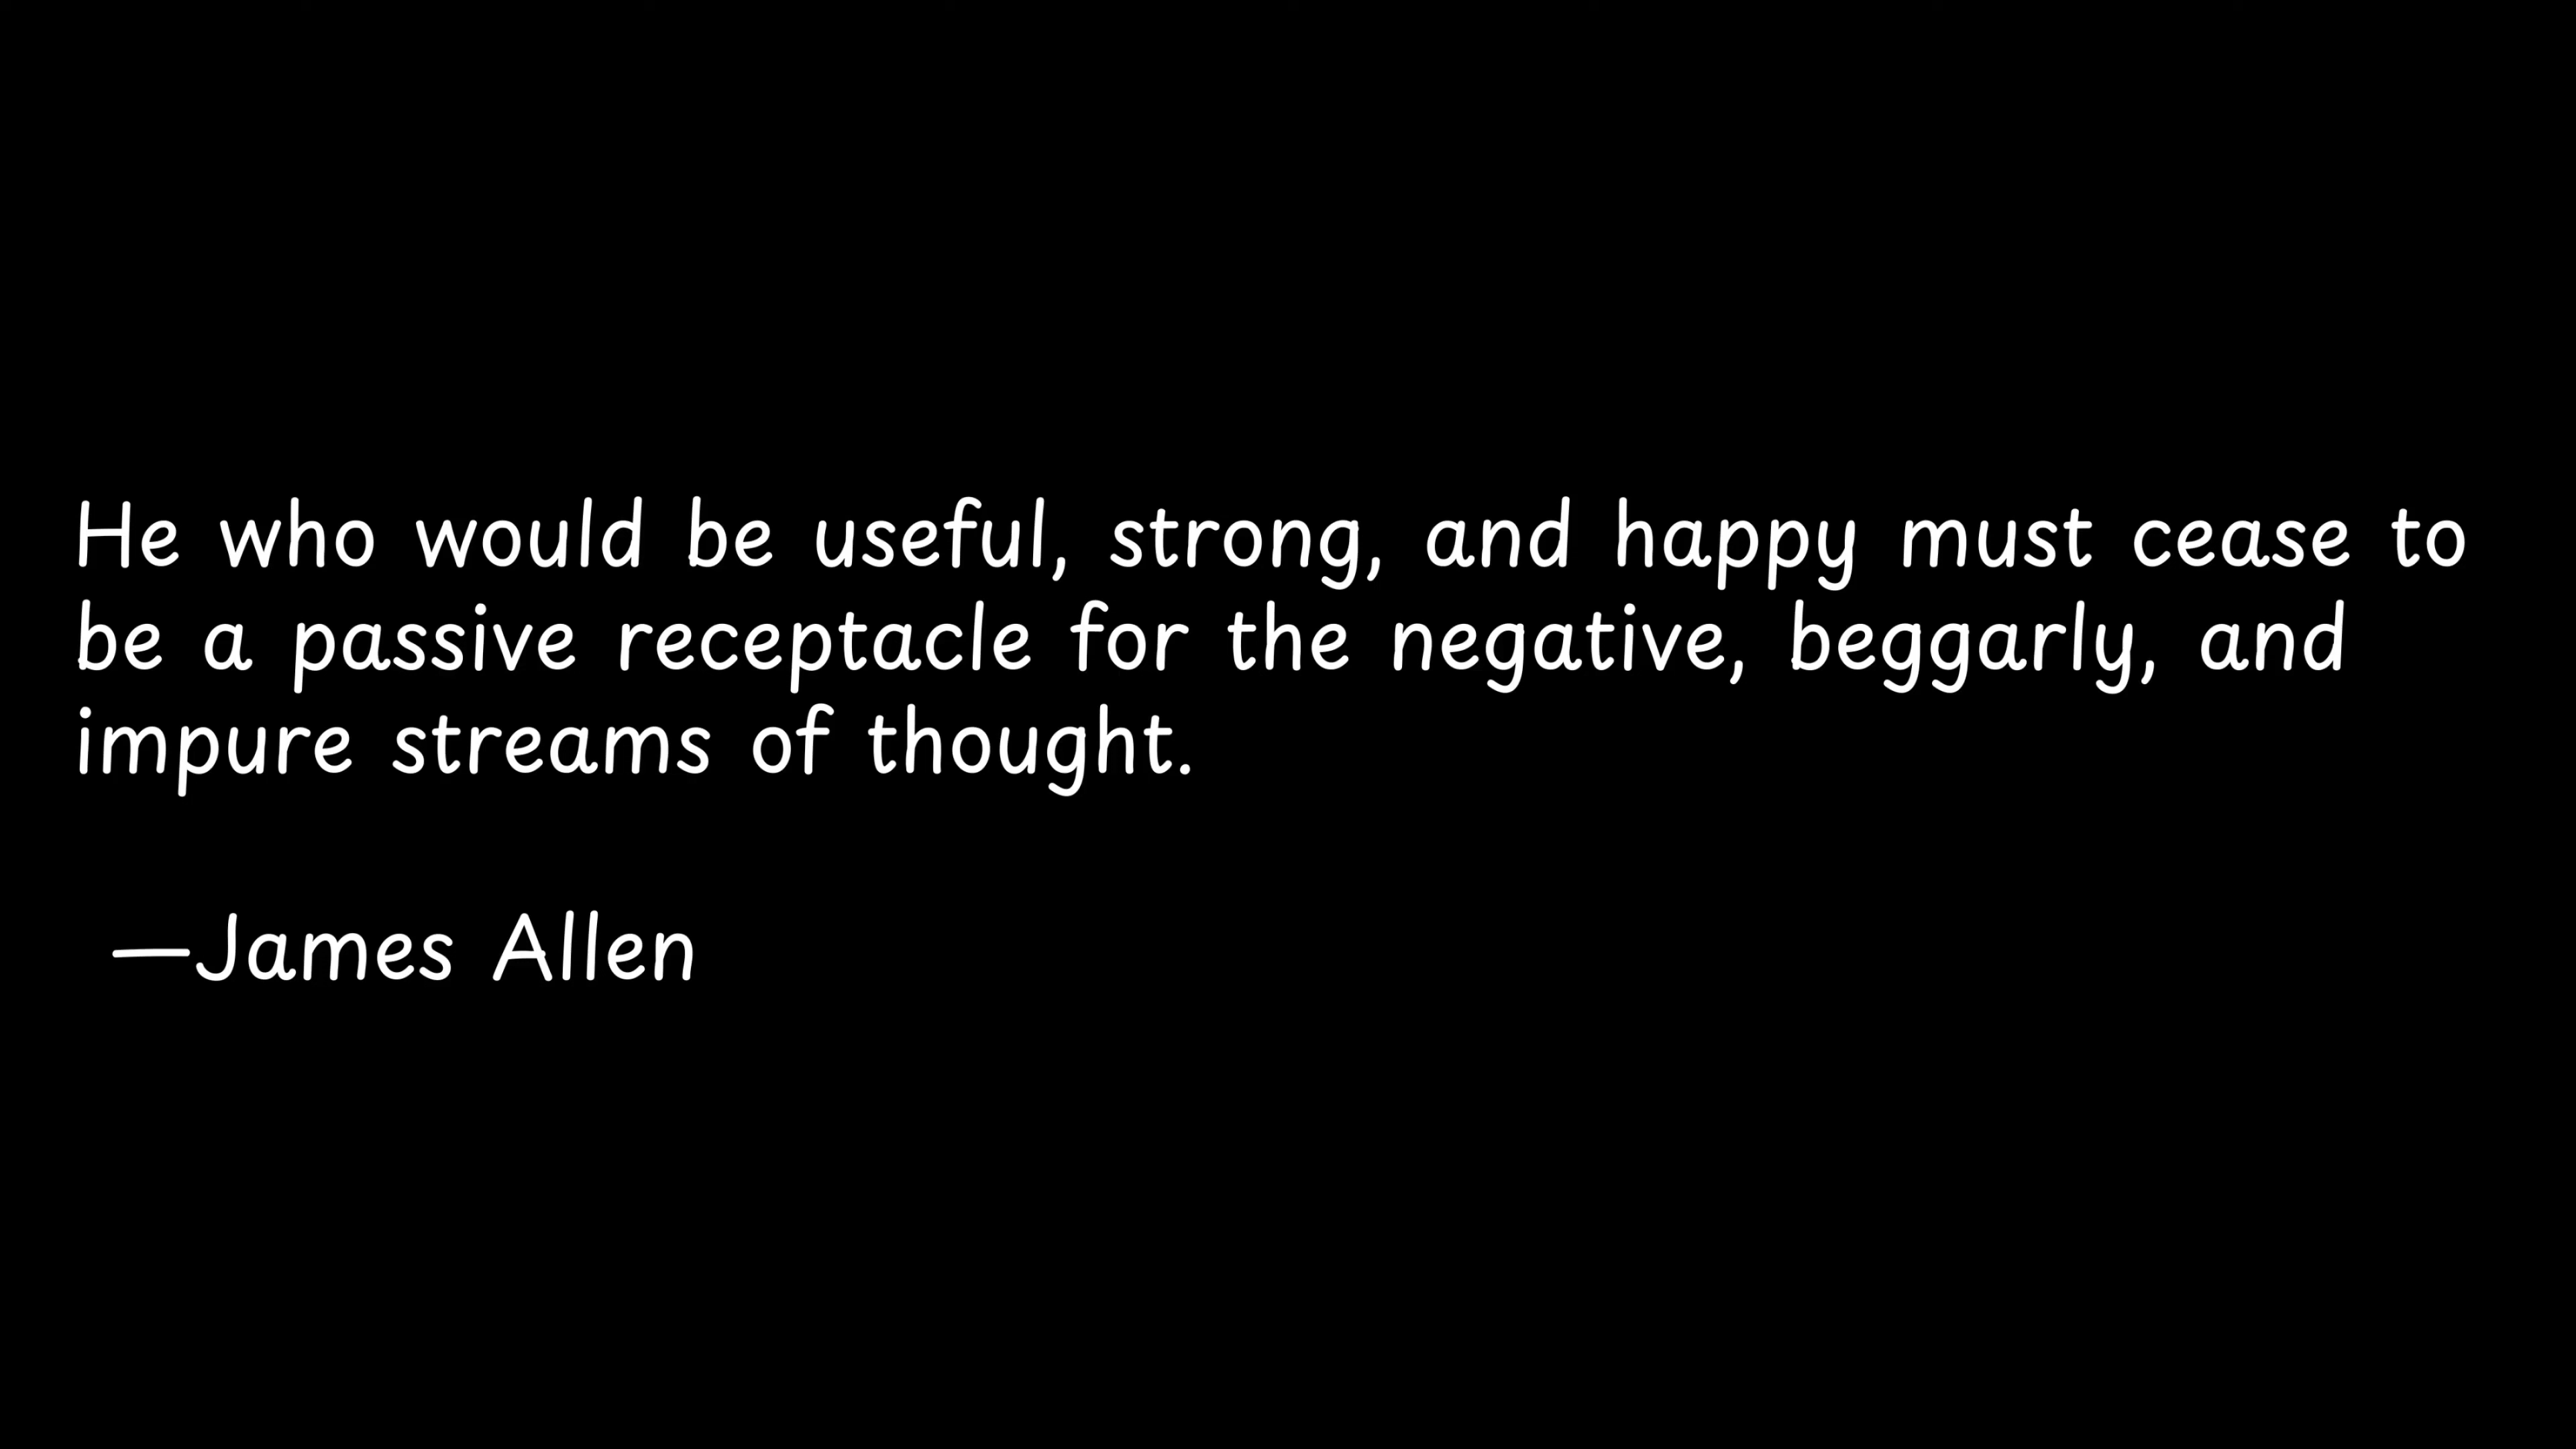 He who would be useful, strong, and happy must cease to
be a passive receptacle for the negative, beggarly, and
impure streams of thought.
—James Allen